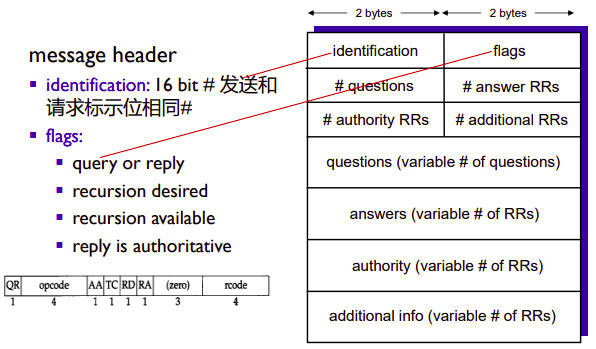 message header
identification: 16 bit # 发送和
请求标示位相同#
flags:
query or reply
recursion desired
recursion available
reply is authoritative
QR opcode AA TC RD RA (zero) rcode
1 4 1 1 1 1 3 4
2 bytes 2 bytes
identification flags
# questions # answer RRs
# authority RRs # additional RRs
questions (variable # of questions)
answers (variable # of RRs)
authority (variable # of RRs)
additional info (variable # of RRs)